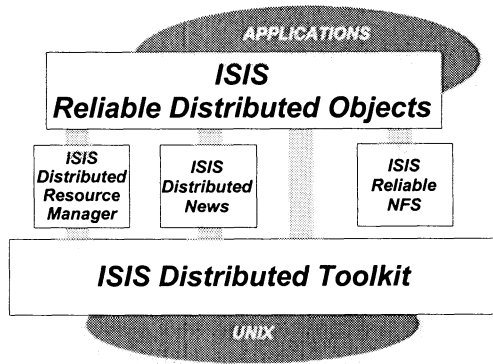 APPLICATIONS
ISIS
Reliable Distributed Objects
ISIS
Distributed
Resource
Manager
ISIS
Distributed
News
ISIS
Reliable
NFS
ISIS Distributed Toolkit
UNIX